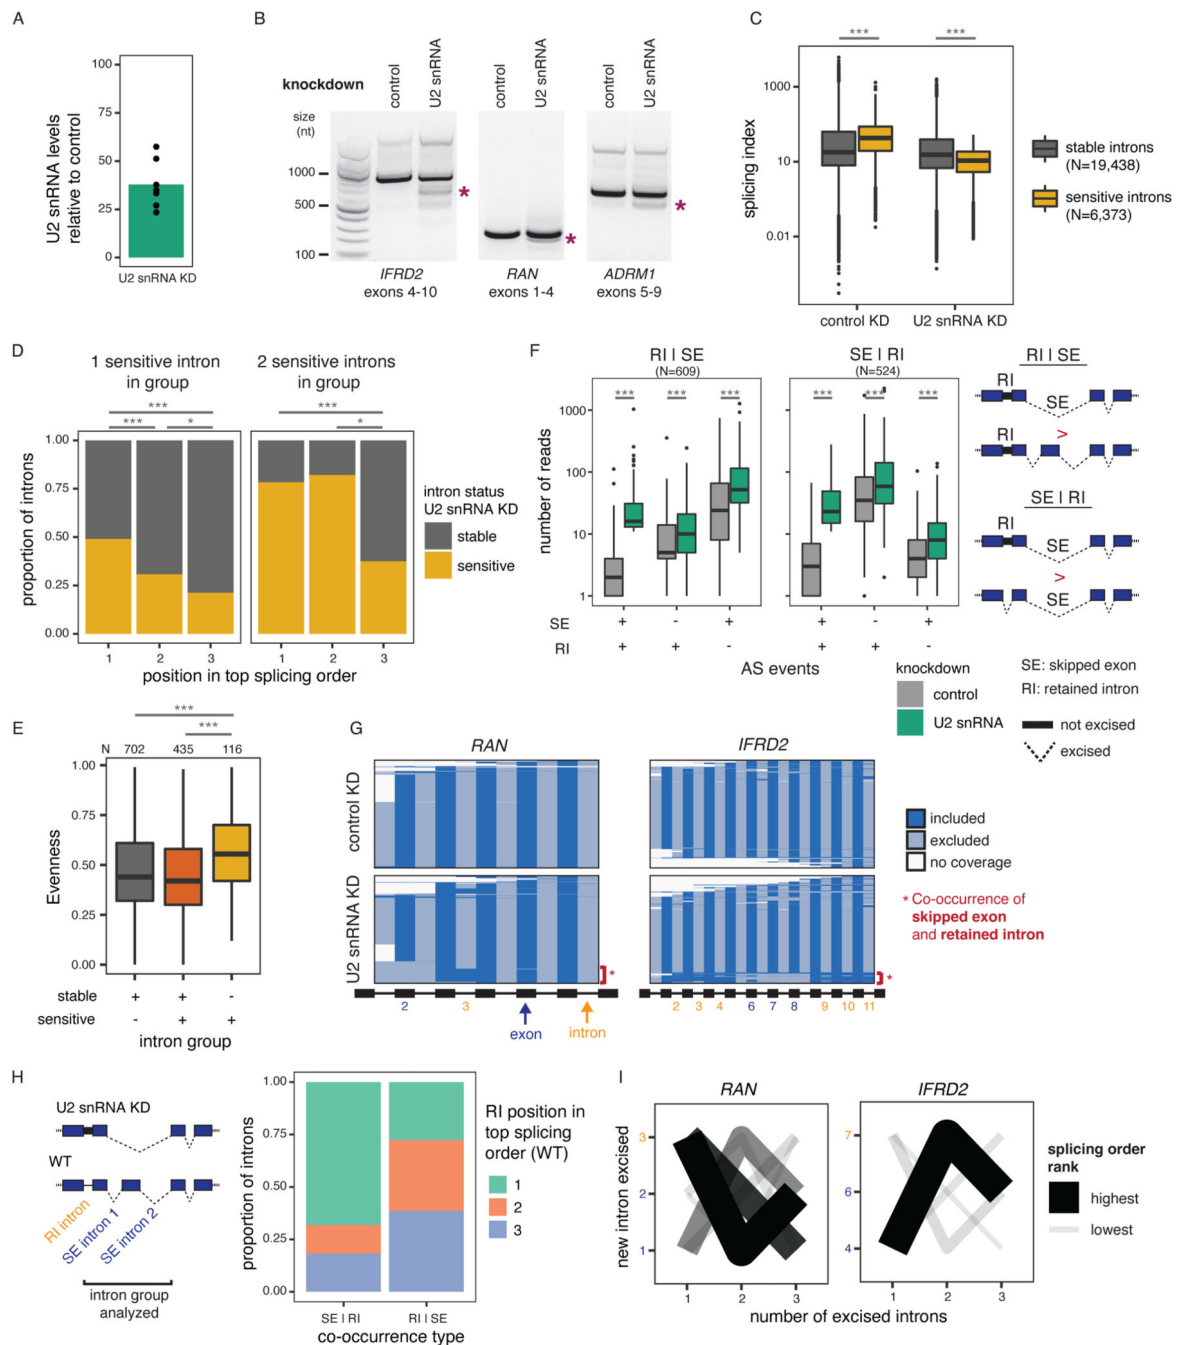 A
U2 snRNA levels
relative to control
100
75
50
25
0
U2 snRNA KD
B
knockdown
control
U2 snRNA
control
U2 snRNA
control
U2 snRNA
size
(nt)
1000
500
100
*
*
*
IFRD2
exons 4-10
RAN
exons 1-4
ADRM1
exons 5-9
C
***
***
splicing index
1000
10
0.01
control KD
U2 snRNA KD
stable introns
(N=19,438)
sensitive introns
(N=6,373)
D
1 sensitive intron
in group
2 sensitive introns
in group
***
***
*
***
*
proportion of introns
1.00
0.75
0.50
0.25
0.00
1 2 3
1 2 3
position in top splicing order
intron status
U2 snRNA KD
stable
sensitive
E
***
***
N 702 435 116
Evenness
1.00
0.75
0.50
0.25
0.00
stable + + -
sensitive - + +
intron group
F
RI | SE
(N=609)
SE | RI
(N=524)
*** *** ***
*** *** ***
number of reads
1000
100
10
1
SE + - + + - +
RI + + - + + -
AS events
knockdown
control
U2 snRNA
RI | SE
RI
SE
>
RI
SE | RI
RI
SE
>
SE
SE: skipped exon
RI: retained intron
not excised
excised
G
RAN
IFRD2
control KD
U2 snRNA KD
*
*
2 3
exon
intron
2 3 4 6 7 8 9 10 11
included
excluded
no coverage
* Co-occurrence of
skipped exon
and retained intron
H
U2 snRNA KD
WT
RI intron
SE intron 1
SE intron 2
intron group
analyzed
proportion of introns
1.00
0.75
0.50
0.25
0.00
SE | RI
RI | SE
co-occurrence type
RI position in
top splicing
order (WT)
1
2
3
I
RAN
IFRD2
new intron excised
3
2
1
7
6
4
1 2 3
1 2 3
number of excised introns
splicing order
rank
highest
lowest